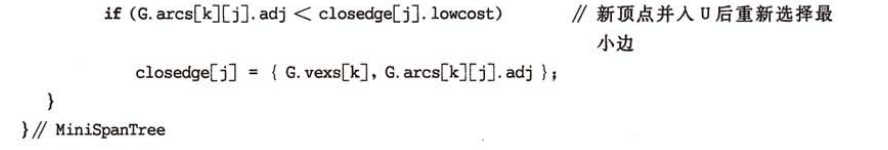 if (G.arcs[k][j].adj < closedge[j].lowcost) // 新顶点并入 U 后重新选择最
小边
closedge[j] = { G.vexs[k], G.arcs[k][j].adj };
}
}// MiniSpanTree